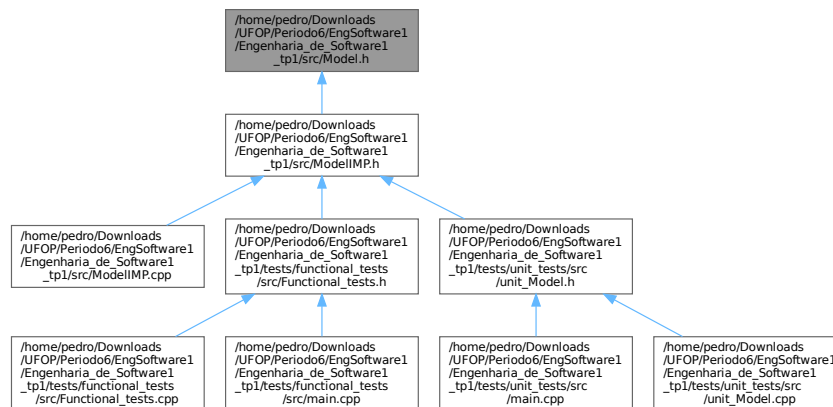 /home/pedro/Downloads
/UFOP/Periodo6/EngSoftware1
/Engenharia_de_Software1
_tp1/src/Model.h
/home/pedro/Downloads
/UFOP/Periodo6/EngSoftware1
/Engenharia_de_Software1
_tp1/src/ModelIMP.h
/home/pedro/Downloads
/UFOP/Periodo6/EngSoftware1
/Engenharia_de_Software1
_tp1/src/ModelIMP.cpp
/home/pedro/Downloads
/UFOP/Periodo6/EngSoftware1
/Engenharia_de_Software1
_tp1/tests/functional_tests
/src/Functional_tests.h
/home/pedro/Downloads
/UFOP/Periodo6/EngSoftware1
/Engenharia_de_Software1
_tp1/tests/unit_tests/src
/unit_Model.h
/home/pedro/Downloads
/UFOP/Periodo6/EngSoftware1
/Engenharia_de_Software1
_tp1/tests/functional_tests
/src/Functional_tests.cpp
/home/pedro/Downloads
/UFOP/Periodo6/EngSoftware1
/Engenharia_de_Software1
_tp1/tests/functional_tests
/src/main.cpp
/home/pedro/Downloads
/UFOP/Periodo6/EngSoftware1
/Engenharia_de_Software1
_tp1/tests/unit_tests/src
/main.cpp
/home/pedro/Downloads
/UFOP/Periodo6/EngSoftware1
/Engenharia_de_Software1
_tp1/tests/unit_tests/src
/unit_Model.cpp